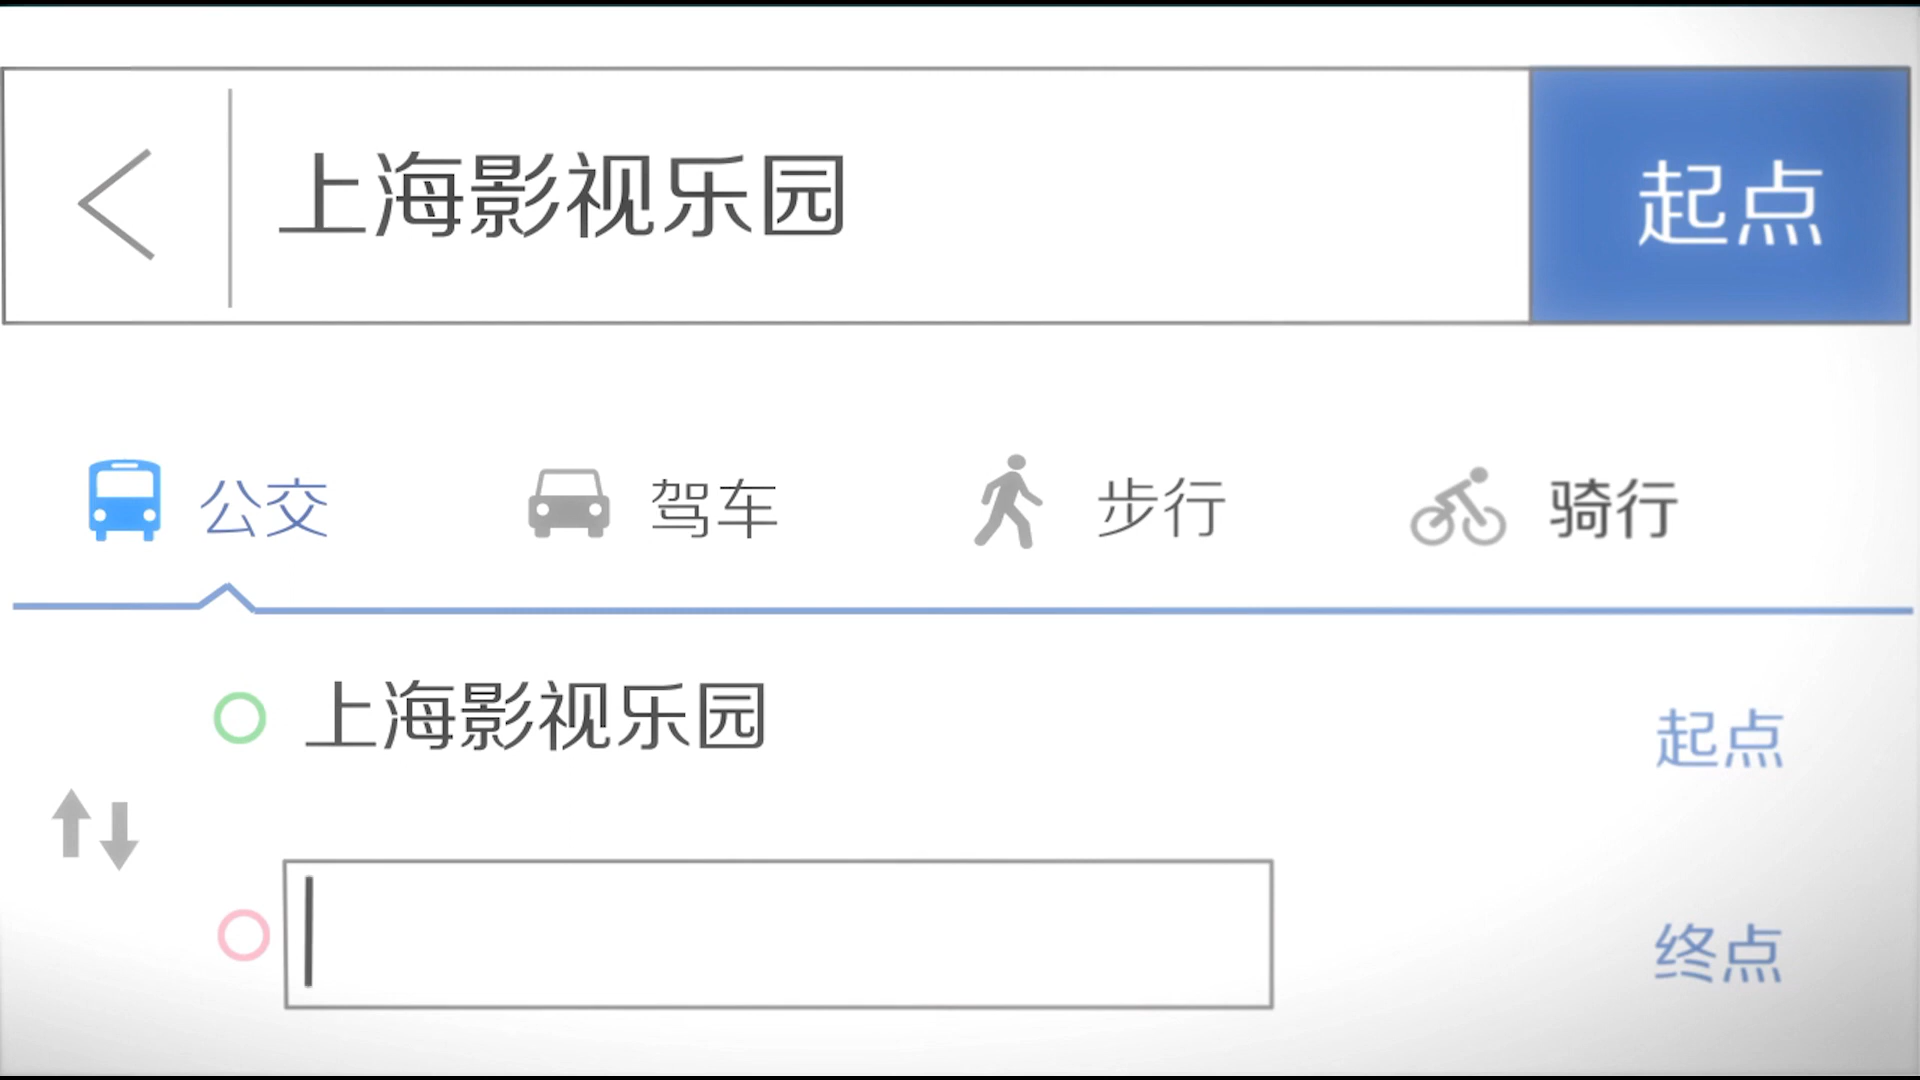 上海影视乐园 起点
公交 驾车 步行 骑行
上海影视乐园 起点
终点